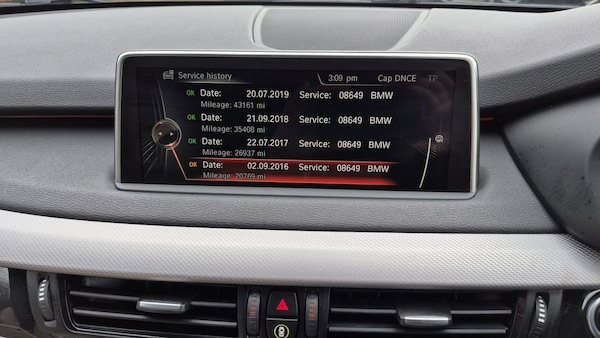 Service history 3:09 pm Cap DNCE TP
OK Date: 20.07.2019 Service: 08649 BMW
Mileage: 43161 mi
OK Date: 21.09.2018 Service: 08649 BMW
Mileage: 35408 mi
OK Date: 22.07.2017 Service: 08649 BMW
Mileage: 26937 mi
OK Date: 02.09.2016 Service: 08649 BMW
Mileage: 20769 mi